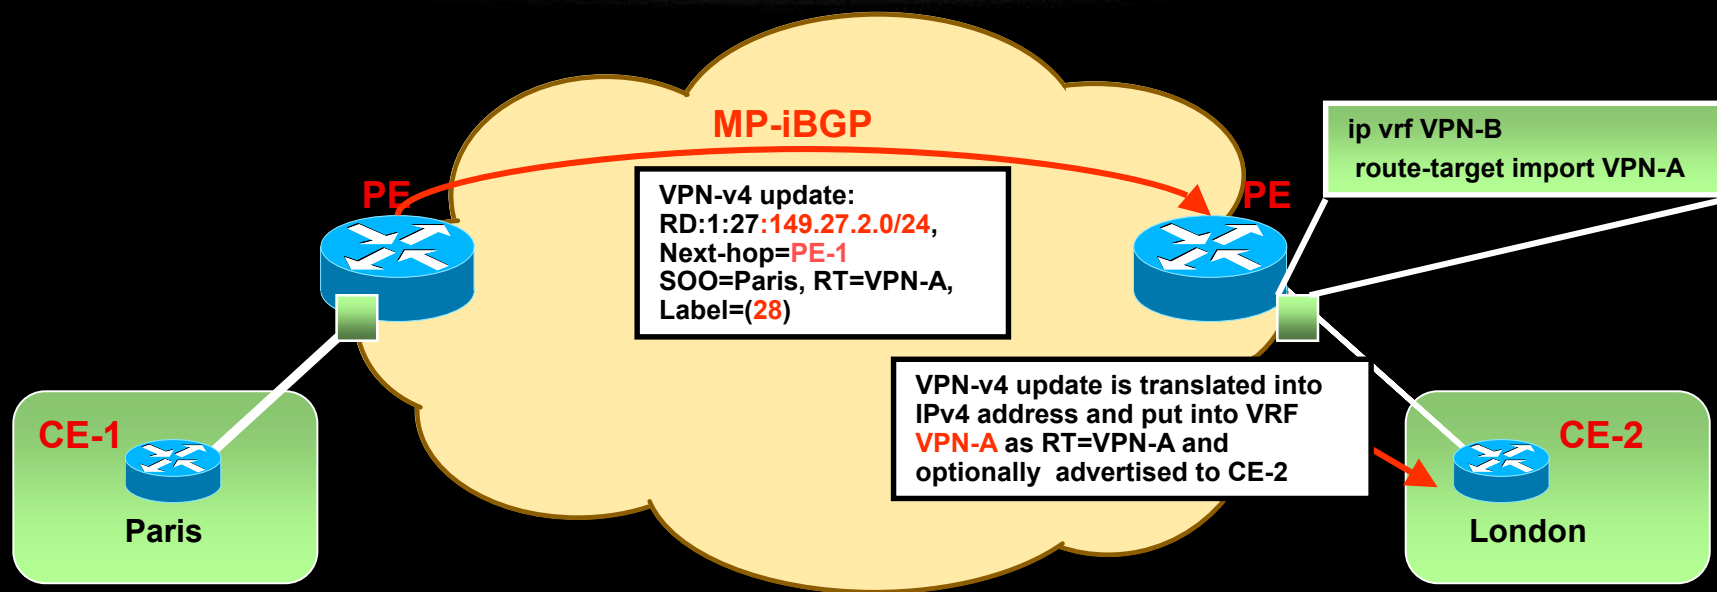 MP-iBGP
ip vrf VPN-B
route-target import VPN-A
PE
VPN-v4 update:
RD:1:27:149.27.2.0/24,
Next-hop=PE-1
SOO=Paris, RT=VPN-A,
Label=(28)
PE
VPN-v4 update is translated into
IPv4 address and put into VRF
VPN-A as RT=VPN-A and
optionally advertised to CE-2
CE-1
Paris
CE-2
London